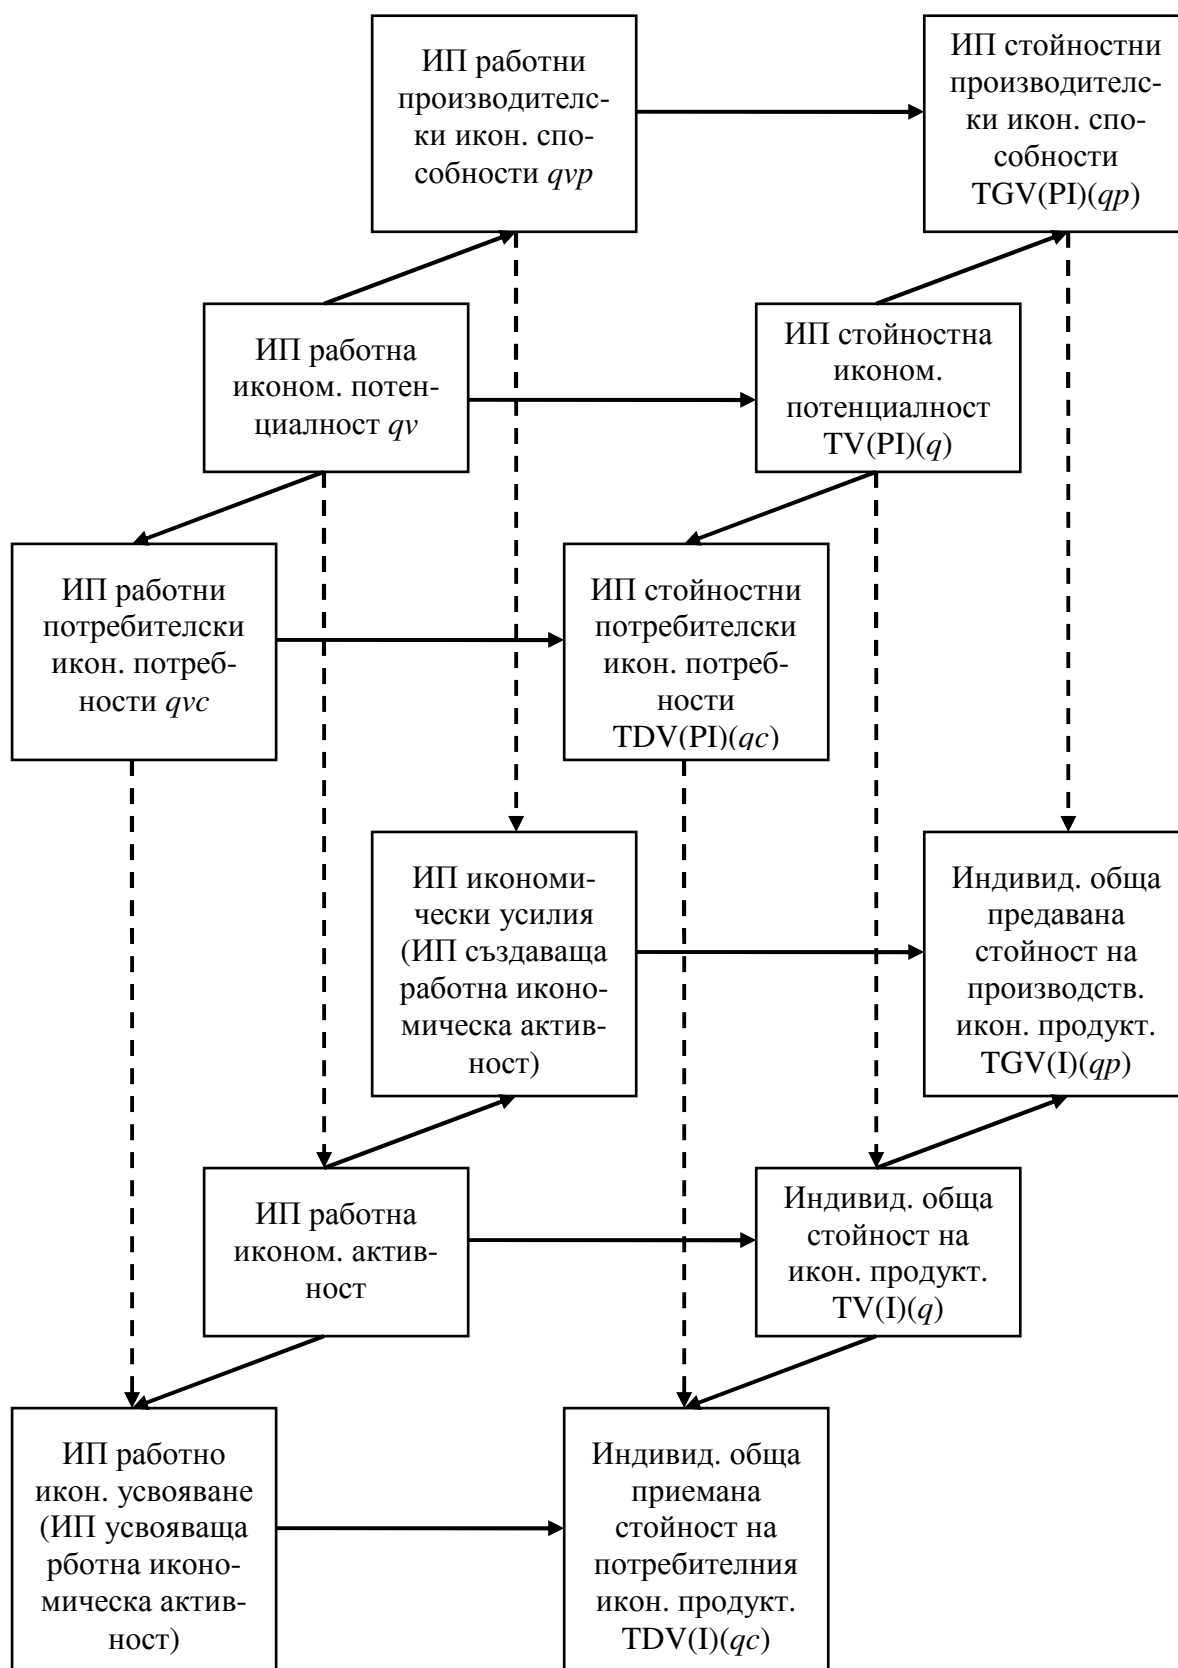 ИП работни
производителс-
ки икон. спо-
собности qvp
ИП стойностни
производителс-
ки икон. спо-
собности
TGV(PI)(qp)
ИП работна
иконом. потен-
циалност qv
ИП стойностна
иконом.
потенциалност
TV(PI)(q)
ИП работни
потребителски
икон. потреб-
ности qvc
ИП стойностни
потребителски
икон. потреб-
ности
TDV(PI)(qc)
ИП икономи-
чески усилия
(ИП създаваща
работна иконо-
мическа актив-
ност)
Индивид. обща
предавана
стойност на
производств.
икон. продукт.
TGV(I)(qp)
ИП работна
иконом. актив-
ност
Индивид. обща
стойност на
икон. продукт.
TV(I)(q)
ИП работно
икон. усвояване
(ИП усвояваща
рботна иконо-
мическа актив-
ност)
Индивид. обща
приемана
стойност на
потребителния
икон. продукт.
TDV(I)(qc)